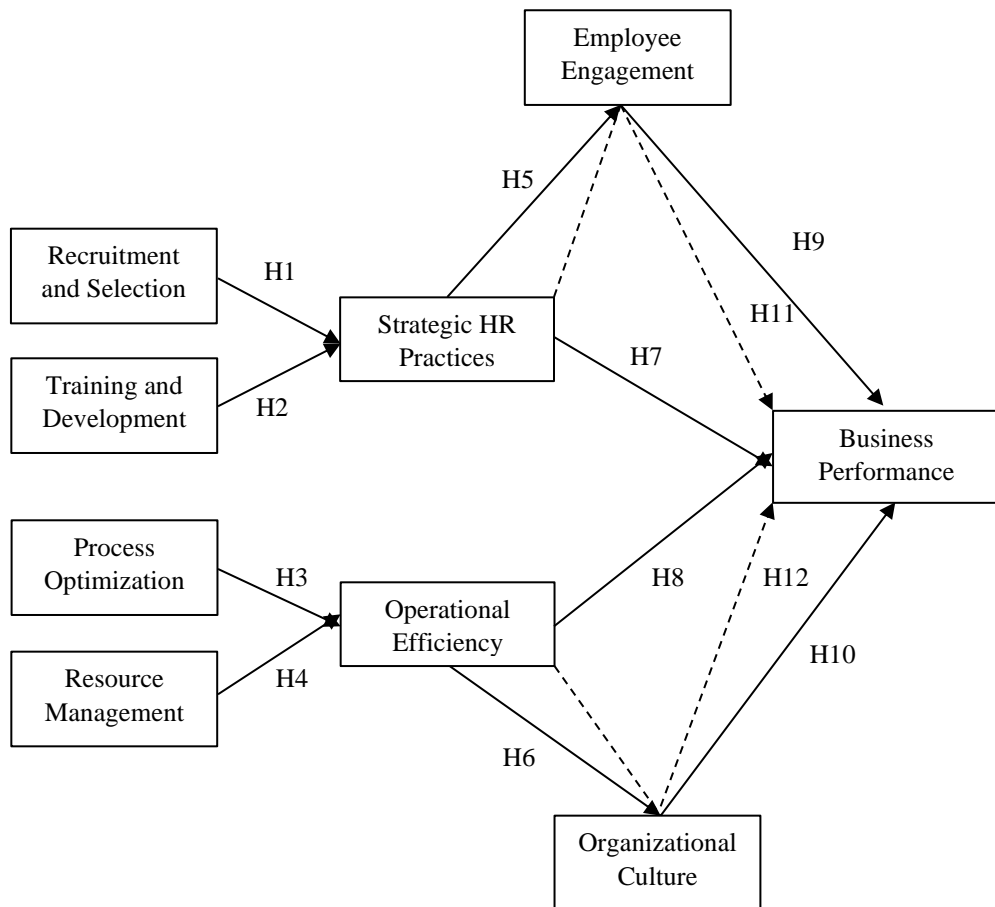 Employee
Engagement
H5
H9
Recruitment
and Selection
H1
H11
Strategic HR
Practices
H7
Training and
Development
H2
Business
Performance
Process
Optimization
H3
H8
H12
Operational
Efficiency
H10
Resource
Management
H4
H6
Organizational
Culture